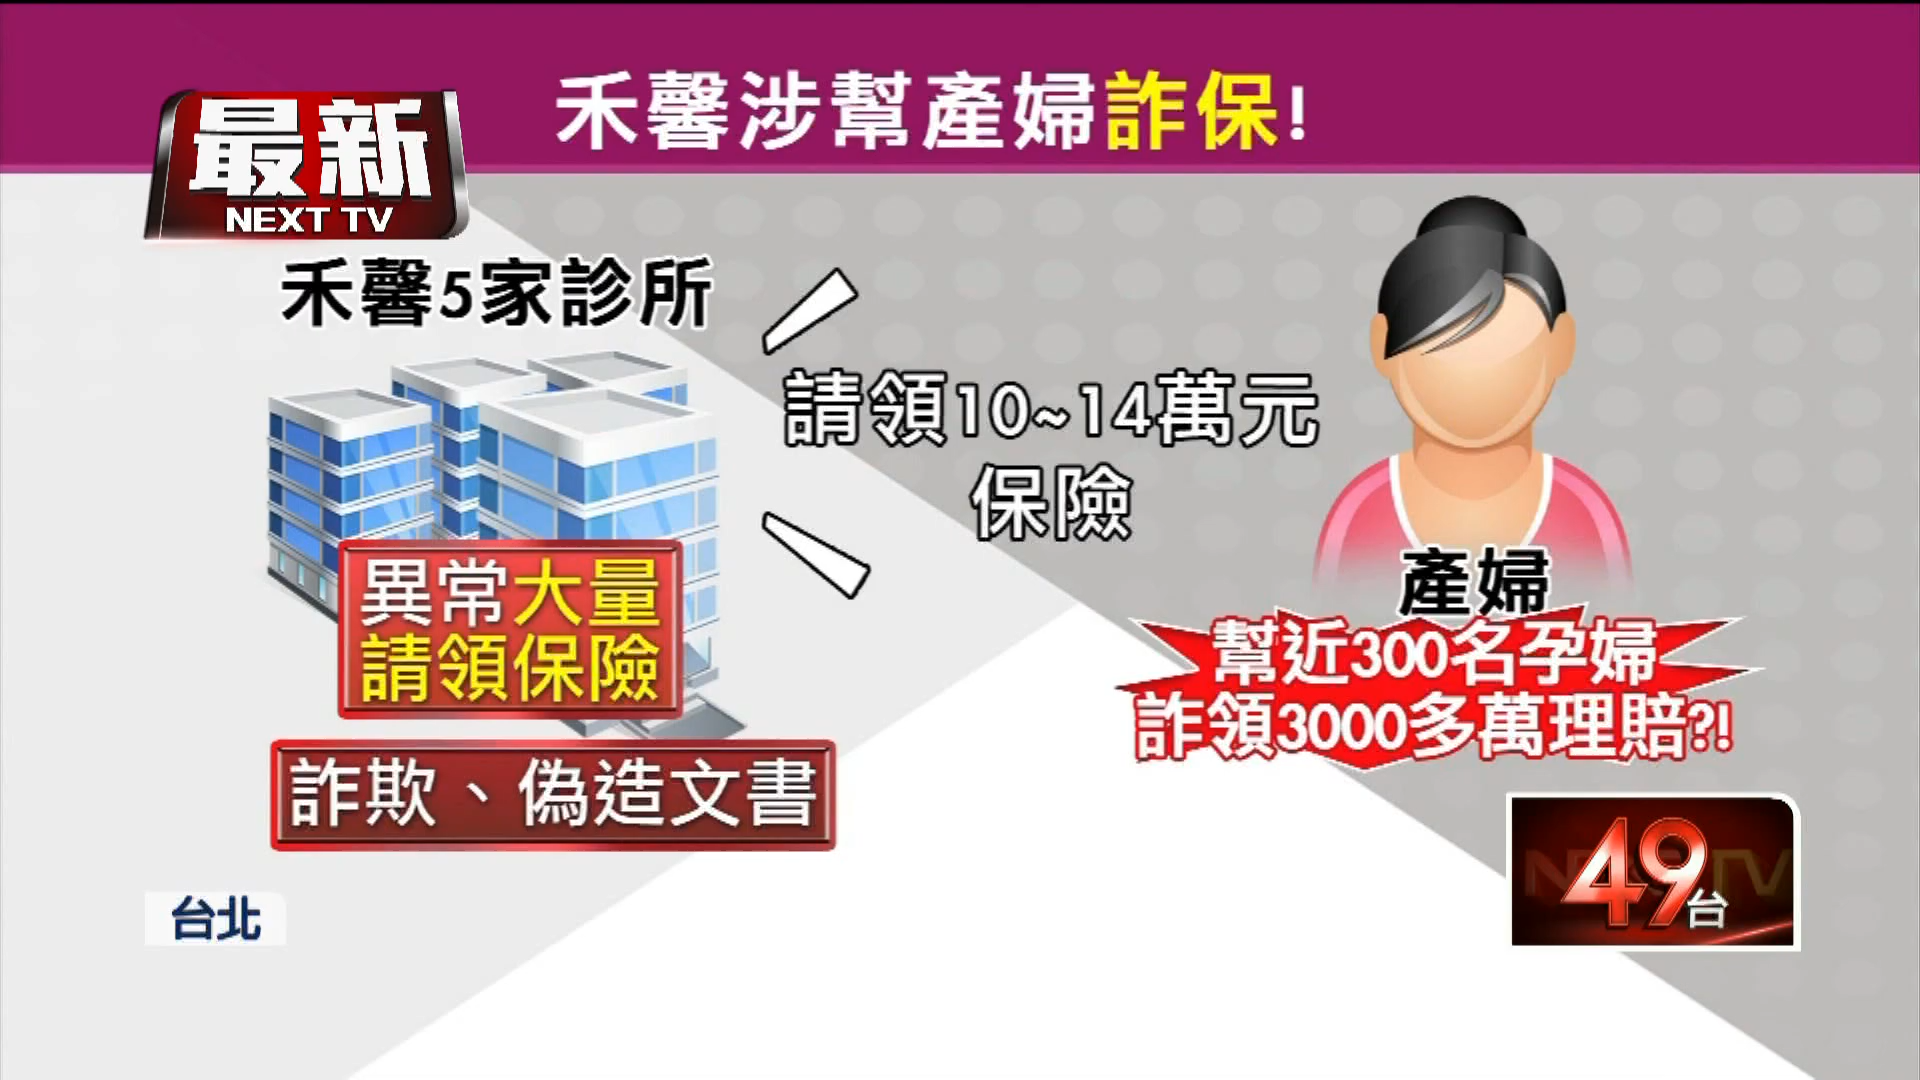 禾馨涉幫產婦詐保!
最新
NEXT TV
禾馨5家診所
請領10~14萬元
保險
異常大量
請領保險
產婦
幫近300名孕婦
詐領3000多萬理賠?!
詐欺、偽造文書
台北
NEXT TV
49台